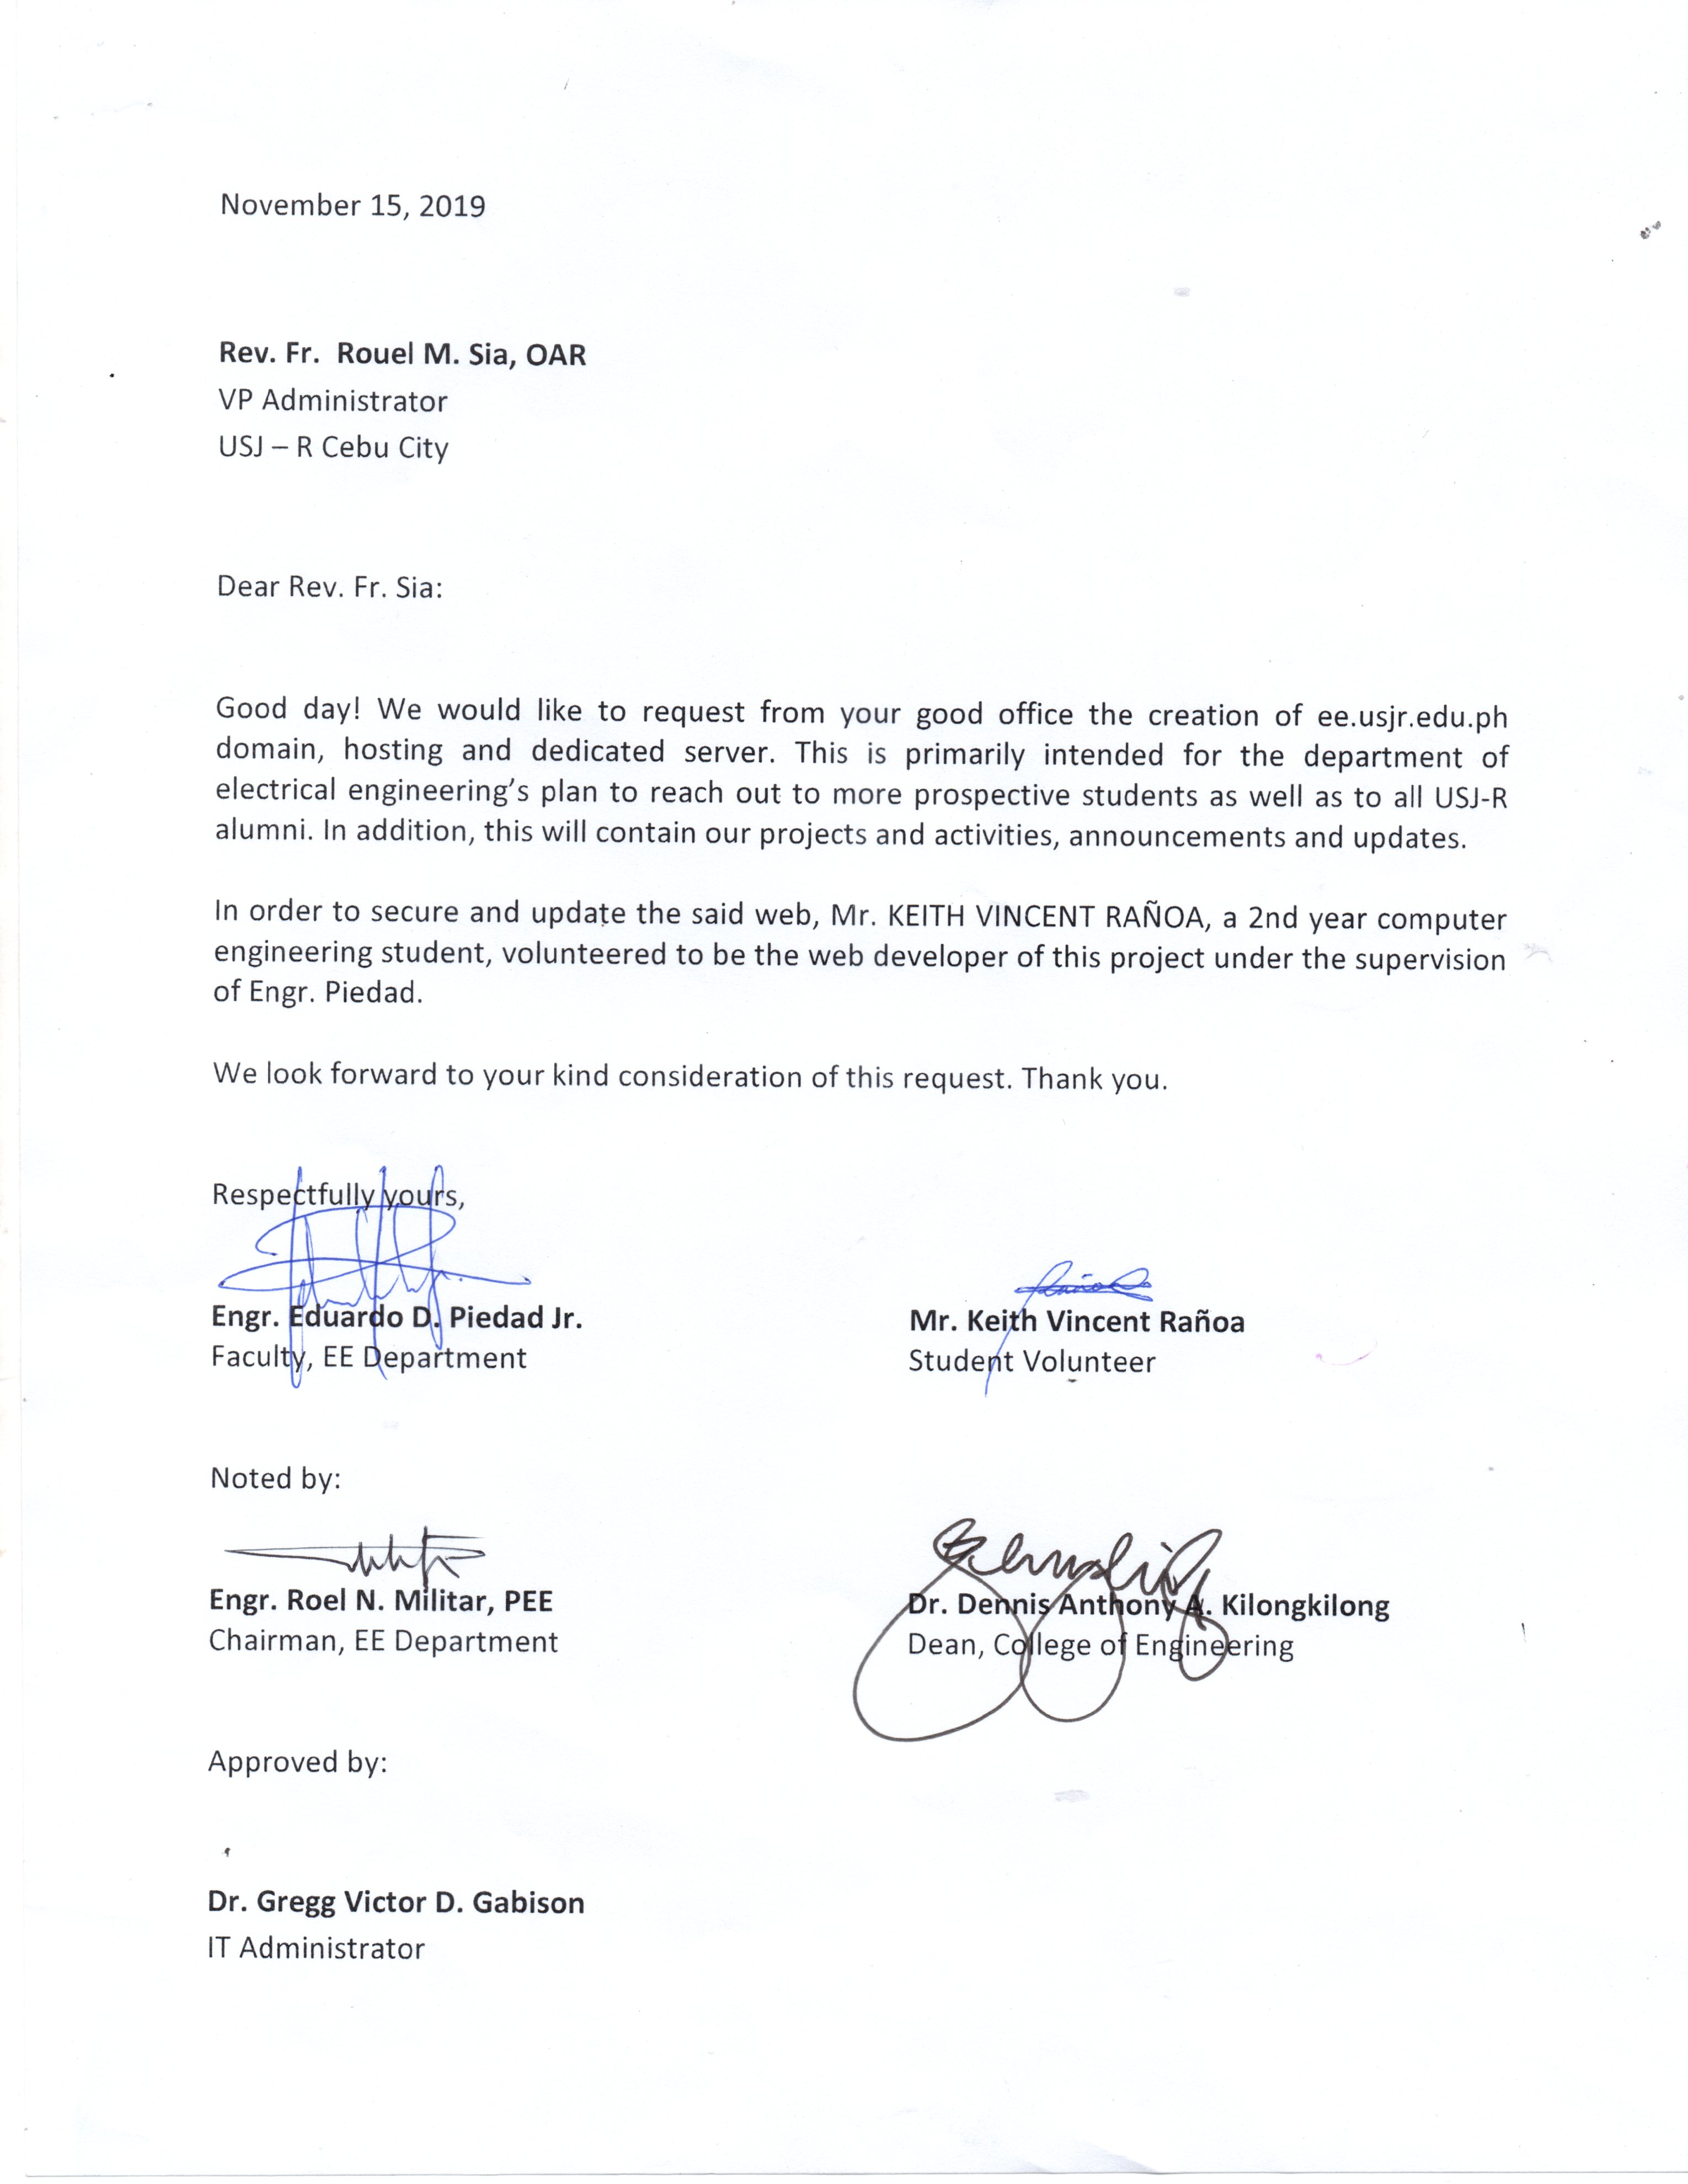 November 15, 2019
Rev. Fr. Rouel M. Sia, OAR
VP Administrator
USJ – R Cebu City
Dear Rev. Fr. Sia:
Good day! We would like to request from your good office the creation of ee.usjr.edu.ph
domain, hosting and dedicated server. This is primarily intended for the department of
electrical engineering’s plan to reach out to more prospective students as well as to all USJ-R
alumni. In addition, this will contain our projects and activities, announcements and updates.
In order to secure and update the said web, Mr. KEITH VINCENT RAÑOA, a 2nd year computer
engineering student, volunteered to be the web developer of this project under the supervision
of Engr. Piedad.
We look forward to your kind consideration of this request. Thank you.
Respectfully yours,
Engr. Eduardo D. Piedad Jr.
Faculty, EE Department
Mr. Keith Vincent Rañoa
Student Volunteer
Noted by:
Engr. Roel N. Militar, PEE
Chairman, EE Department
Dr. Dennis Anthony A. Kilongkilong
Dean, College of Engineering
Approved by:
Dr. Gregg Victor D. Gabison
IT Administrator